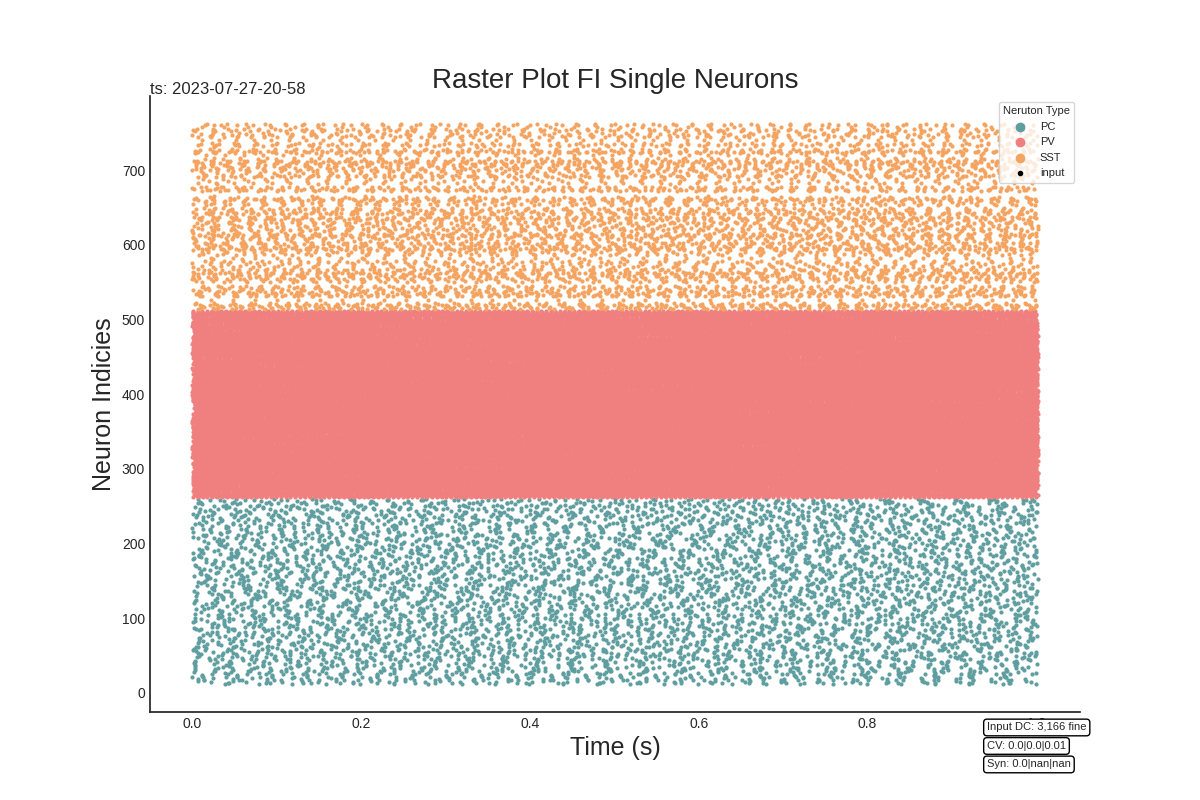 Raster Plot FI Single Neurons
ts: 2023-07-27-20-58
Neruton Type
PC
PV
SST
input
Neuron Indicies
700
600
500
400
300
200
100
0
0.0 0.2 0.4 0.6 0.8
Time (s)
Input DC: 3,166 fine
CV: 0.0|0.0|0.01
Syn: 0.0|nan|nan